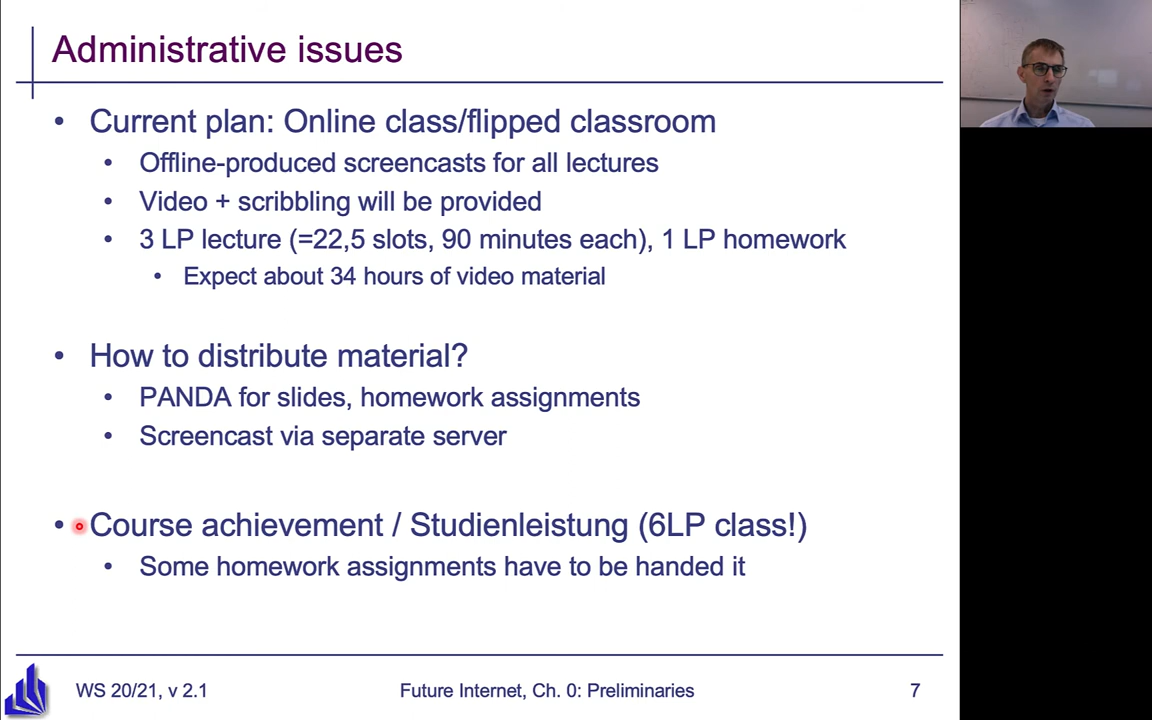 Administrative issues
• Current plan: Online class/flipped classroom
• Offline-produced screencasts for all lectures
• Video + scribbling will be provided
• 3 LP lecture (=22,5 slots, 90 minutes each), 1 LP homework
• Expect about 34 hours of video material
• How to distribute material?
• PANDA for slides, homework assignments
• Screencast via separate server
• Course achievement / Studienleistung (6LP class!)
• Some homework assignments have to be handed it
WS 20/21, v 2.1
Future Internet, Ch. 0: Preliminaries
7